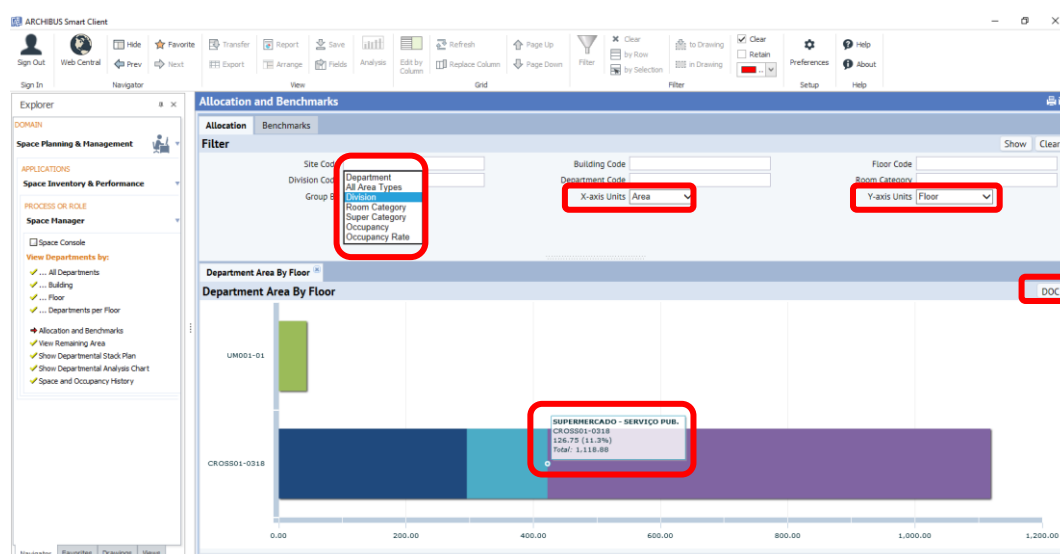 ARCHIBUS Smart Client
Sign Out
Web Central
Hide
Favorite
Prev
Next
Transfer
Report
Save
Export
Arrange
Fields
Analysis
Edit by Column
Refresh
Replace Column
Page Up
Page Down
Filter
Clear
by Row
by Selection
to Drawing
in Drawing
Clear
Retain
..
Preferences
Help
About
Sign In
Navigator
View
Grid
Filter
Setup
Help
Explorer
Allocation and Benchmarks
DOMAIN
Space Planning & Management
APPLICATIONS
Space Inventory & Performance
PROCESS OR ROLE
Space Manager
Space Console
View Departments by:
... All Departments
... Building
... Floor
... Departments per Floor
Allocation and Benchmarks
View Remaining Area
Show Departmental Stack Plan
Show Departmental Analysis Chart
Space and Occupancy History
Navigator Favorites Drawings Views
Allocation Benchmarks
Filter Show Clear
Site Code Building Code Floor Code
Division Code Department Code Room Category
Group B X-axis Units Area Y-axis Units Floor
Department
All Area Types
Division
Room Category
Super Category
Occupancy
Occupancy Rate
Department Area By Floor
Department Area By Floor DOC
UM001-01
SUPERMERCADO - SERVIÇO PUB.
CROSS01-0318
126.75 (11.3%)
Total: 1,118.88
CROSS01-0318
0.00 200.00 400.00 600.00 800.00 1,000.00 1,200.00